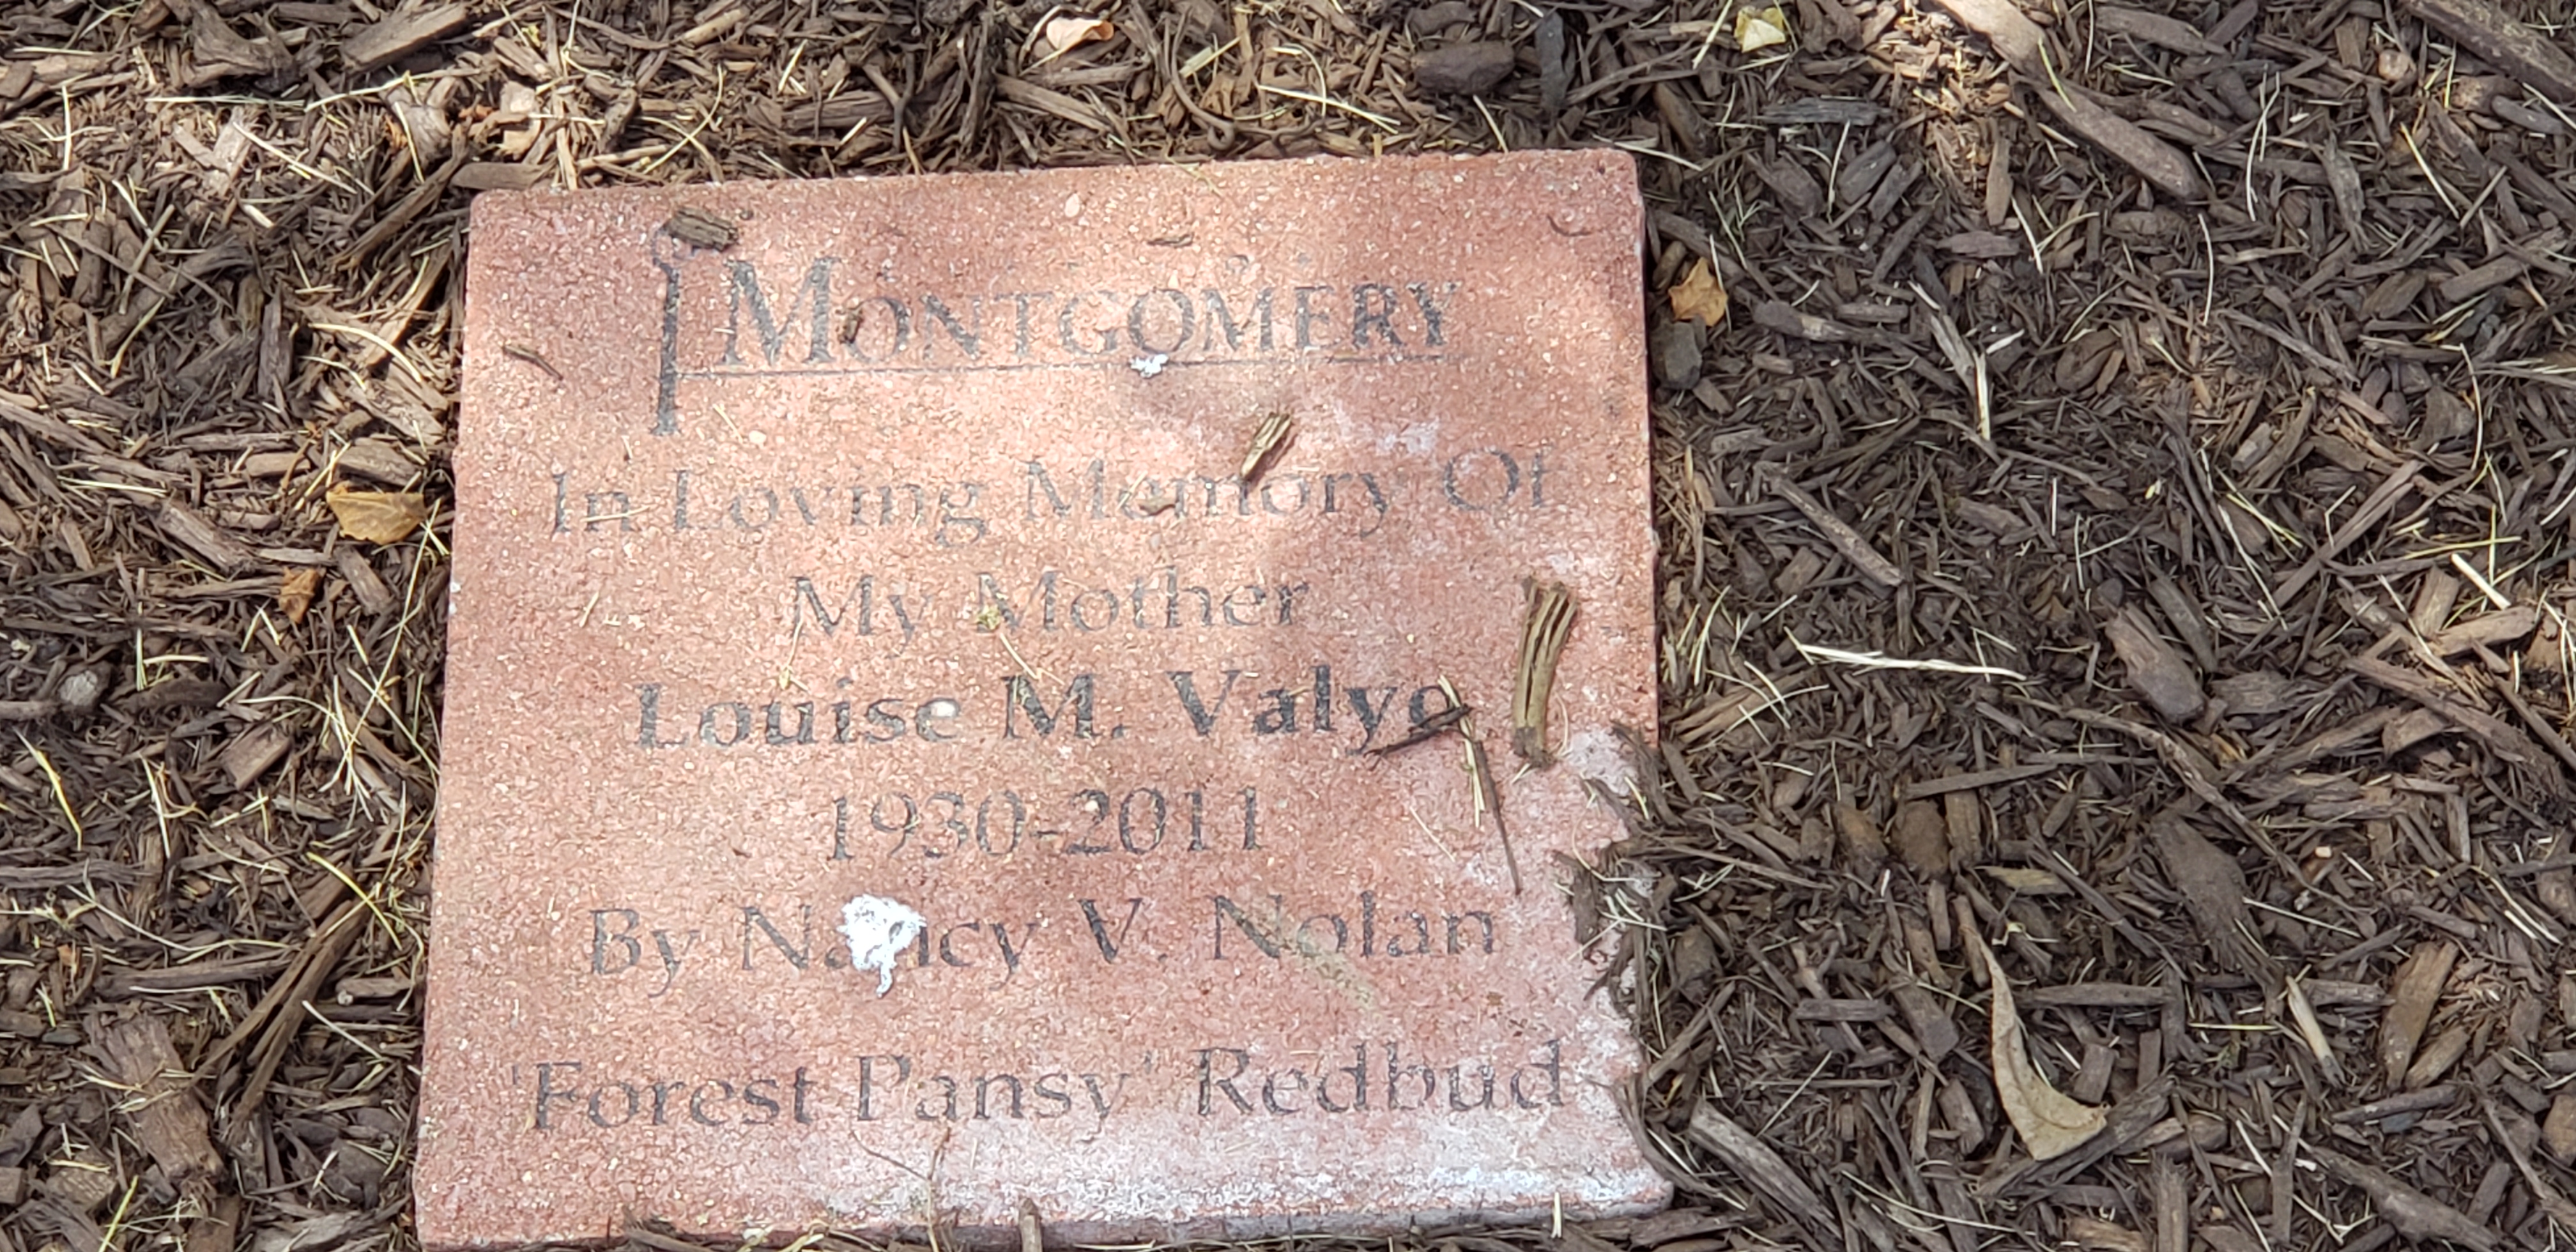 MONTGOMERY
In Loving Memory Of
My Mother
Louise M. Valyo
1930-2011
By Nancy V. Nolan
'Forest Pansy' Redbud